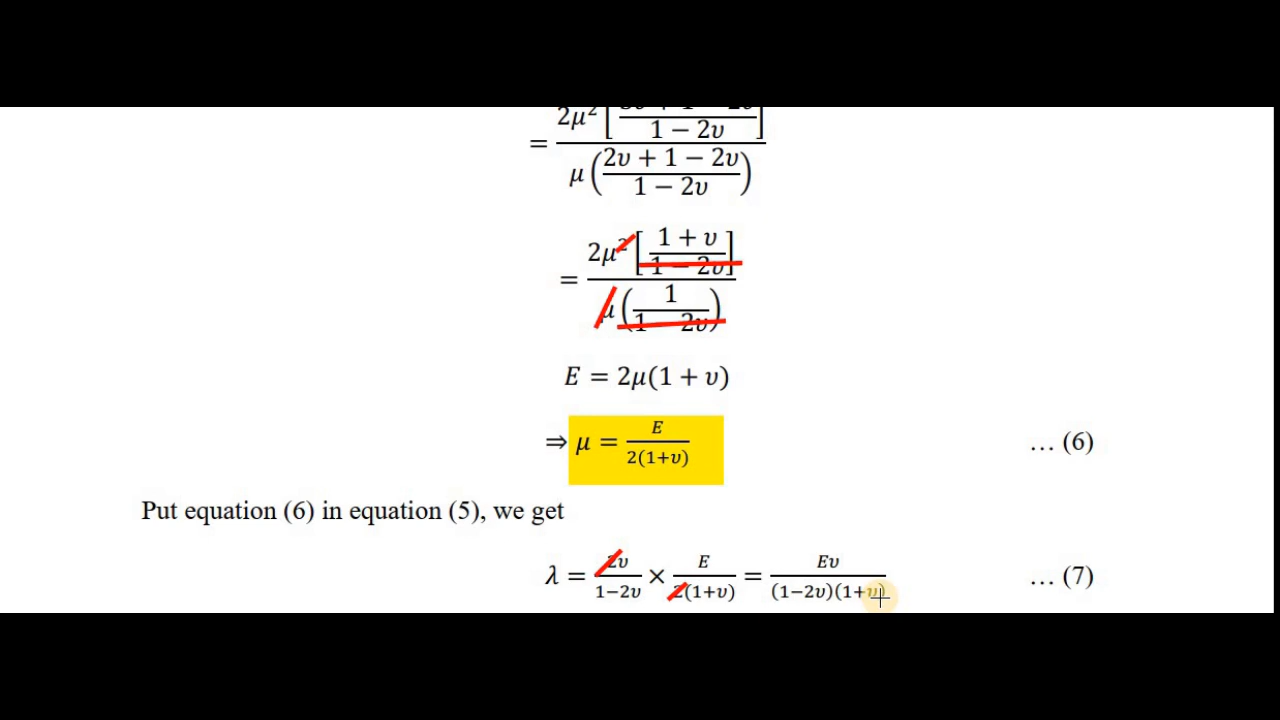 = 2μ² [ / 1 − 2υ ] / μ (2υ + 1 − 2υ / 1 − 2υ)
= 2μ² [1 + υ / 1 − 2υ] / μ (1 / 1 − 2υ)
E = 2μ(1 + υ)
⇒ μ = E / 2(1+υ) … (6)
Put equation (6) in equation (5), we get
λ = 2υ / 1−2υ × E / 2(1+υ) = Eυ / (1−2υ)(1+υ) … (7)